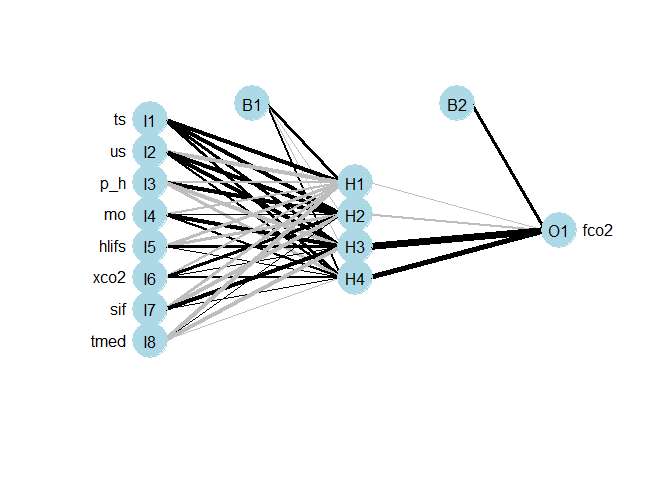 B1 B2
ts I1
us I2
p_h I3 H1
mo I4 H2
O1 fco2
hlifs I5 H3
xco2 I6 H4
sif I7
tmed I8